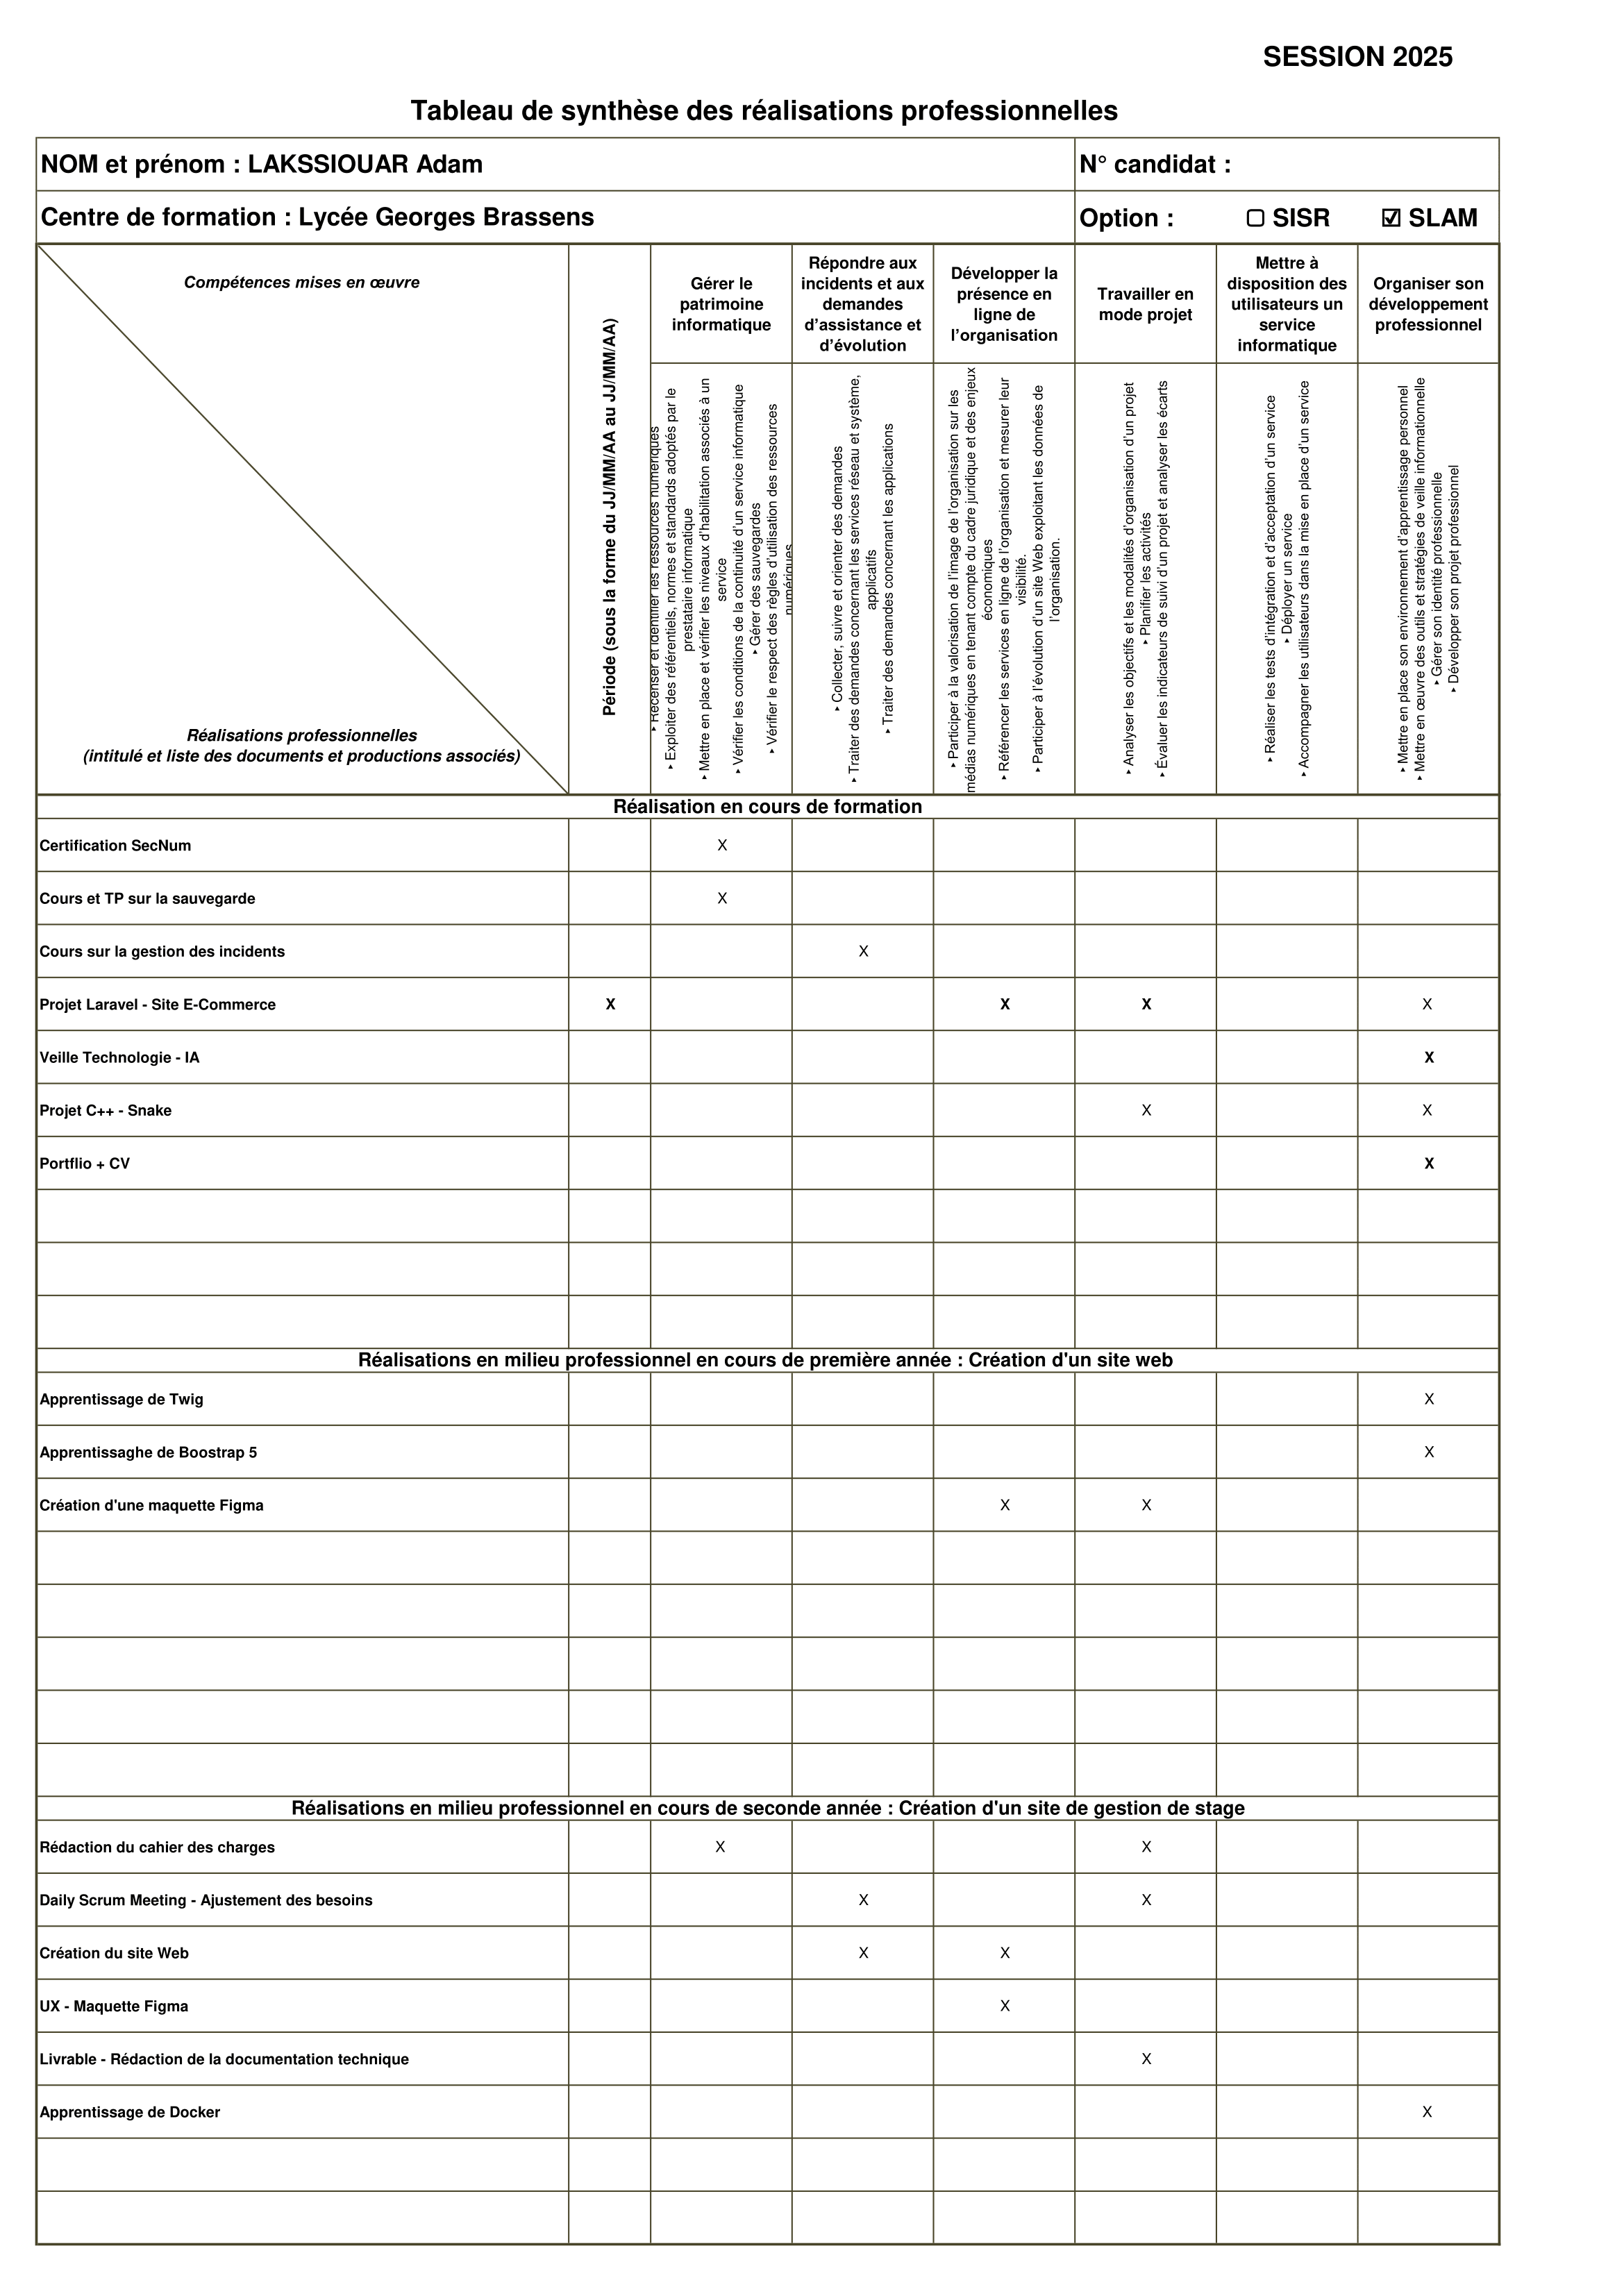 SESSION 2025
Tableau de synthèse des réalisations professionnelles
NOM et prénom : LAKSSIOUAR Adam
N° candidat :
Centre de formation : Lycée Georges Brassens
Option : ☐ SISR ☑ SLAM
Compétences mises en œuvre
Réalisations professionnelles
(intitulé et liste des documents et productions associés)
Période (sous la forme du JJ/MM/AA au JJ/MM/AA)
Gérer le
patrimoine
informatique
Répondre aux
incidents et aux
demandes
d’assistance et
d’évolution
Développer la
présence en
ligne de
l’organisation
Travailler en
mode projet
Mettre à
disposition des
utilisateurs un
service
informatique
Organiser son
développement
professionnel
‣ Recenser et identifier les ressources numériques
‣ Exploiter des référentiels, normes et standards adoptés par le
prestataire informatique
‣ Mettre en place et vérifier les niveaux d’habilitation associés à un
service
‣ Vérifier les conditions de la continuité d’un service informatique
‣ Gérer des sauvegardes
‣ Vérifier le respect des règles d’utilisation des ressources
numériques
‣ Collecter, suivre et orienter des demandes
‣ Traiter des demandes concernant les services réseau et système,
applicatifs
‣ Traiter des demandes concernant les applications
‣ Participer à la valorisation de l’image de l’organisation sur les
médias numériques en tenant compte du cadre juridique et des enjeux
économiques
‣ Référencer les services en ligne de l’organisation et mesurer leur
visibilité.
‣ Participer à l’évolution d’un site Web exploitant les données de
l’organisation.
‣ Analyser les objectifs et les modalités d’organisation d’un projet
‣ Planifier les activités
‣ Évaluer les indicateurs de suivi d’un projet et analyser les écarts
‣ Réaliser les tests d’intégration et d’acceptation d’un service
‣ Déployer un service
‣ Accompagner les utilisateurs dans la mise en place d’un service
‣ Mettre en place son environnement d’apprentissage personnel
‣ Mettre en œuvre des outils et stratégies de veille informationnelle
‣ Gérer son identité professionnelle
‣ Développer son projet professionnel
Réalisation en cours de formation
Certification SecNum X
Cours et TP sur la sauvegarde X
Cours sur la gestion des incidents X
Projet Laravel - Site E-Commerce X X X X
Veille Technologie - IA X
Projet C++ - Snake X X
Portflio + CV X
Réalisations en milieu professionnel en cours de première année : Création d'un site web
Apprentissage de Twig X
Apprentissaghe de Boostrap 5 X
Création d'une maquette Figma X X
Réalisations en milieu professionnel en cours de seconde année : Création d'un site de gestion de stage
Rédaction du cahier des charges X X
Daily Scrum Meeting - Ajustement des besoins X X
Création du site Web X X
UX - Maquette Figma X
Livrable - Rédaction de la documentation technique X
Apprentissage de Docker X